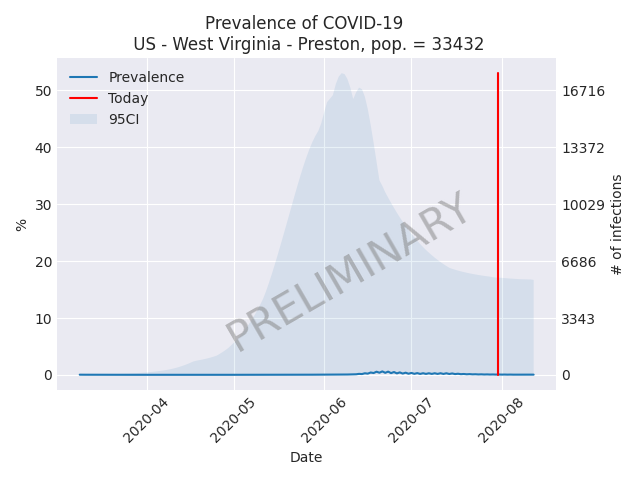 Prevalence of COVID-19
US - West Virginia - Preston, pop. = 33432
Prevalence
Today
95CI
50
40
30
20
10
0
%
16716
13372
10029
6686
3343
0
# of infections
PRELIMINARY
2020-04
2020-05
2020-06
2020-07
2020-08
Date